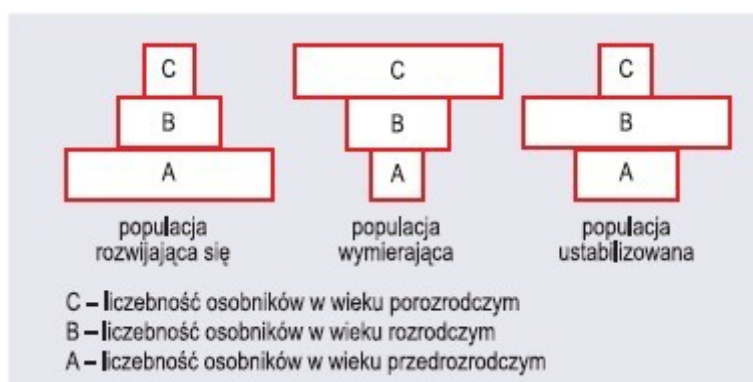 C
B
A
populacja
rozwijająca się
C
B
A
populacja
wymierająca
C
B
A
populacja
ustabilizowana
C – liczebność osobników w wieku porozrodczym
B – liczebność osobników w wieku rozrodczym
A – liczebność osobników w wieku przedrozrodczym